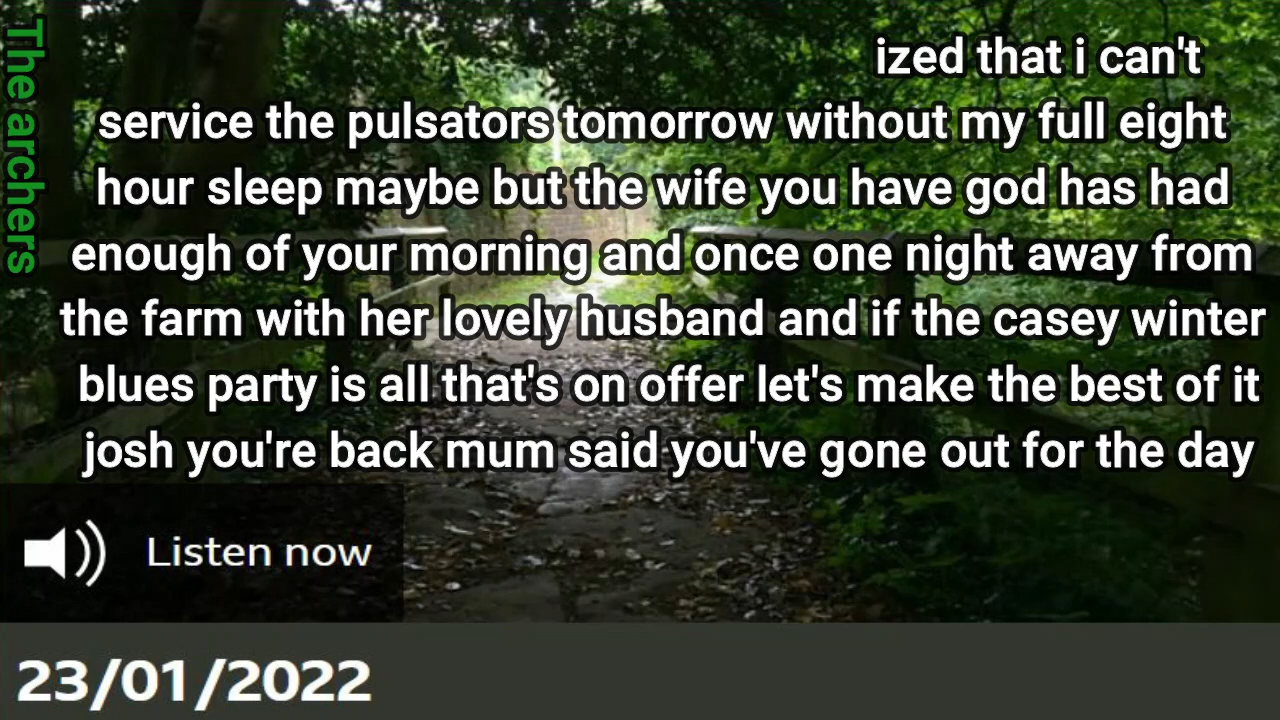 The archers
ized that i can't
service the pulsators tomorrow without my full eight
hour sleep maybe but the wife you have god has had
enough of your morning and once one night away from
the farm with her lovely husband and if the casey winter
blues party is all that's on offer let's make the best of it
josh you're back mum said you've gone out for the day
Listen now
23/01/2022